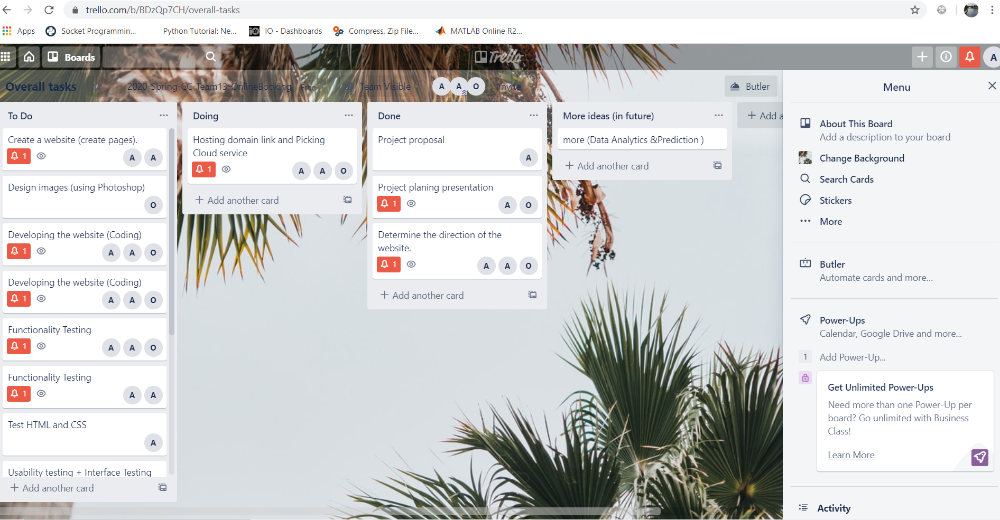 trello.com/b/BDzQp7CH/overall-tasks
Apps Socket Programmin... Python Tutorial: Ne... IO - Dashboards Compress, Zip File... MATLAB Online R2...
Boards
Trello
A
Overall tasks 2020-Spring-CC-Team13-OnlineBooking Free Team Visible A A O Invite Butler
To Do
Create a website (create pages).
1 A A
Design images (using Photoshop)
O
Developing the website (Coding)
1 A A O
Developing the website (Coding)
1 A A O
Functionality Testing
1 A A O
Functionality Testing
1 A A
Test HTML and CSS
A
Usability testing + Interface Testing
+ Add another card
Doing
Hosting domain link and Picking
Cloud service
1 A A O
+ Add another card
Done
Project proposal
A
Project planing presentation
1 A O
Determine the direction of the
website.
1 A A O
+ Add another card
More ideas (in future)
more (Data Analytics &Prediction )
+ Add another card
+ Add a
Menu
About This Board
Add a description to your board
Change Background
Search Cards
Stickers
More
Butler
Automate cards and more...
Power-Ups
Calendar, Google Drive and more...
1 Add Power-Up...
Get Unlimited Power-Ups
Need more than one Power-Up per
board? Go unlimited with Business
Class!
Learn More
Activity